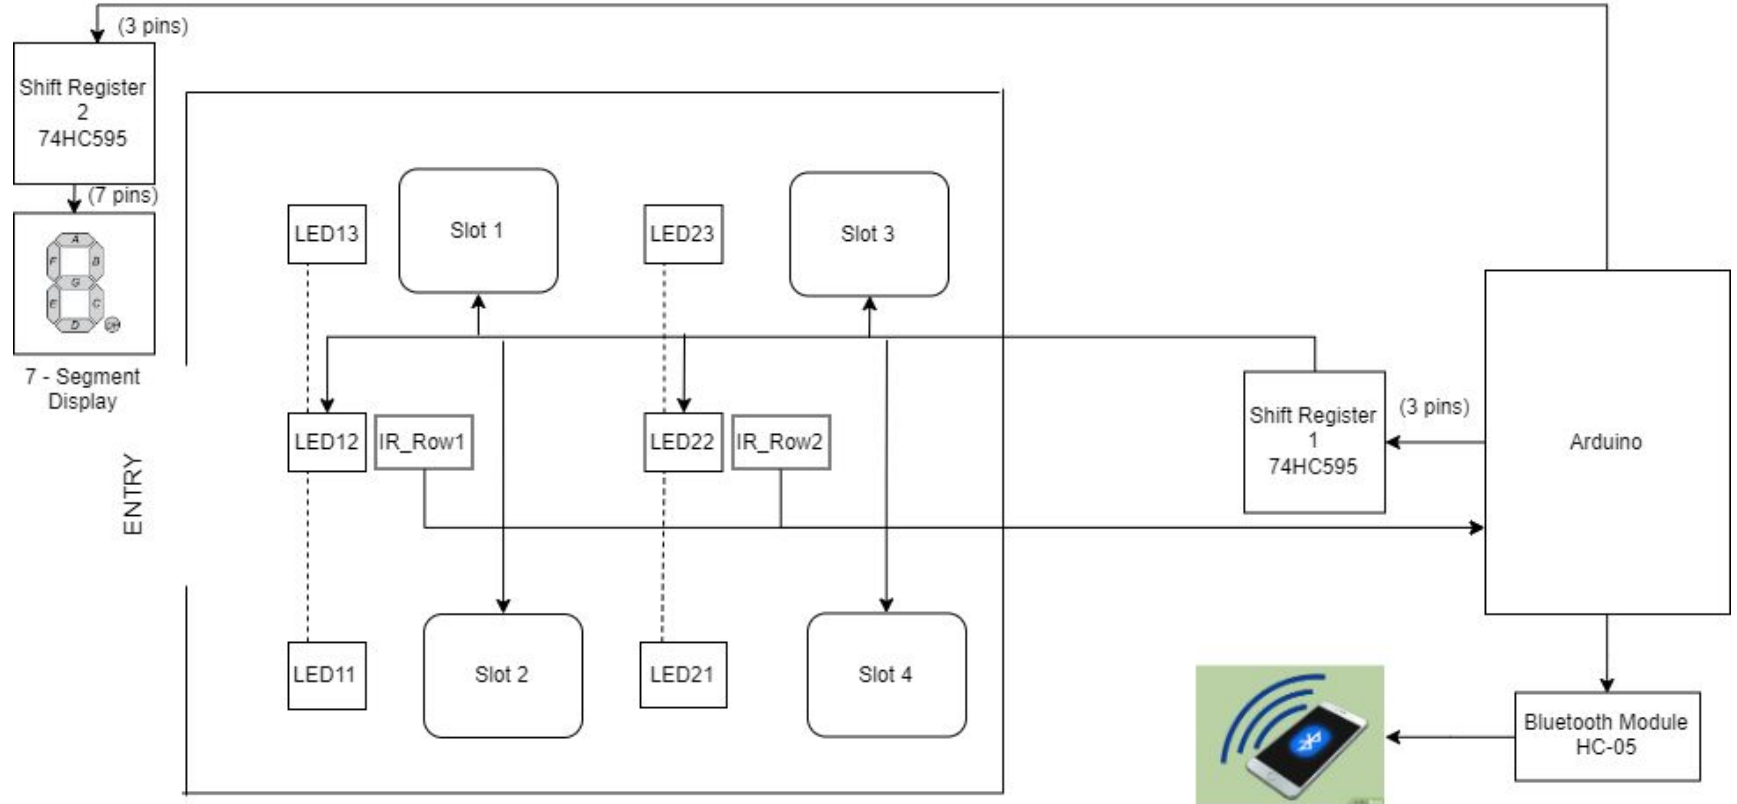 (3 pins)
Shift Register
2
74HC595
(7 pins)
A
F
B
G
E
C
D
DP
7 - Segment
Display
ENTRY
LED13
Slot 1
LED23
Slot 3
LED12
IR_Row1
LED22
IR_Row2
LED11
Slot 2
LED21
Slot 4
Shift Register
1
74HC595
(3 pins)
Arduino
Bluetooth Module
HC-05